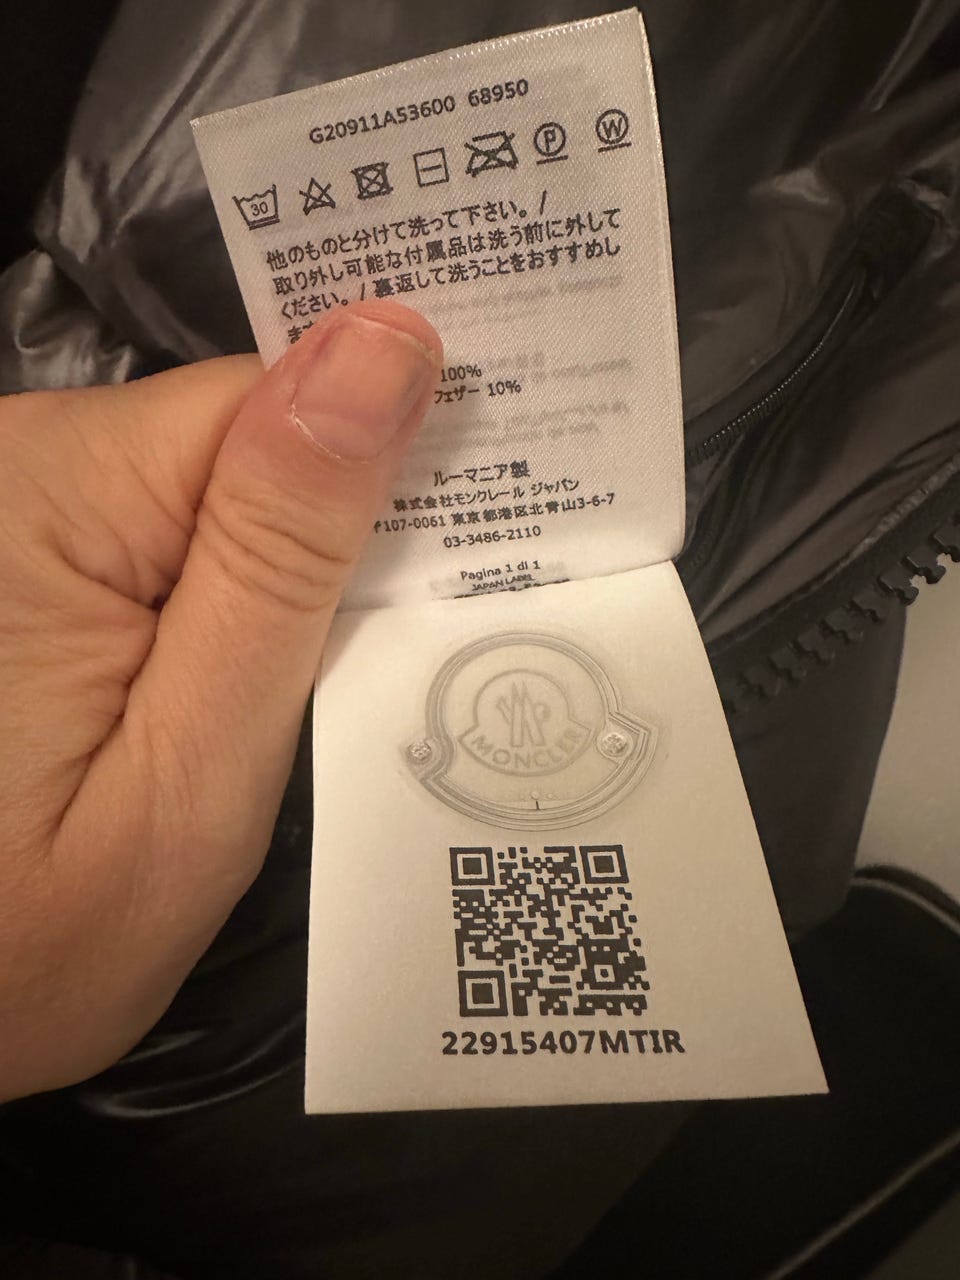 G20911A53600 68950
30
P
W
他のものと分けて洗って下さい。/
取り外し可能な付属品は洗う前に外して
ください。/ 裏返して洗うことをおすすめし
ま
100%
フェザー 10%
ルーマニア製
株式会社モンクレール ジャパン
〒107-0061 東京都港区北青山3-6-7
03-3486-2110
Pagina 1 di 1
JAPAN LABEL
MONCLER
22915407MTIR